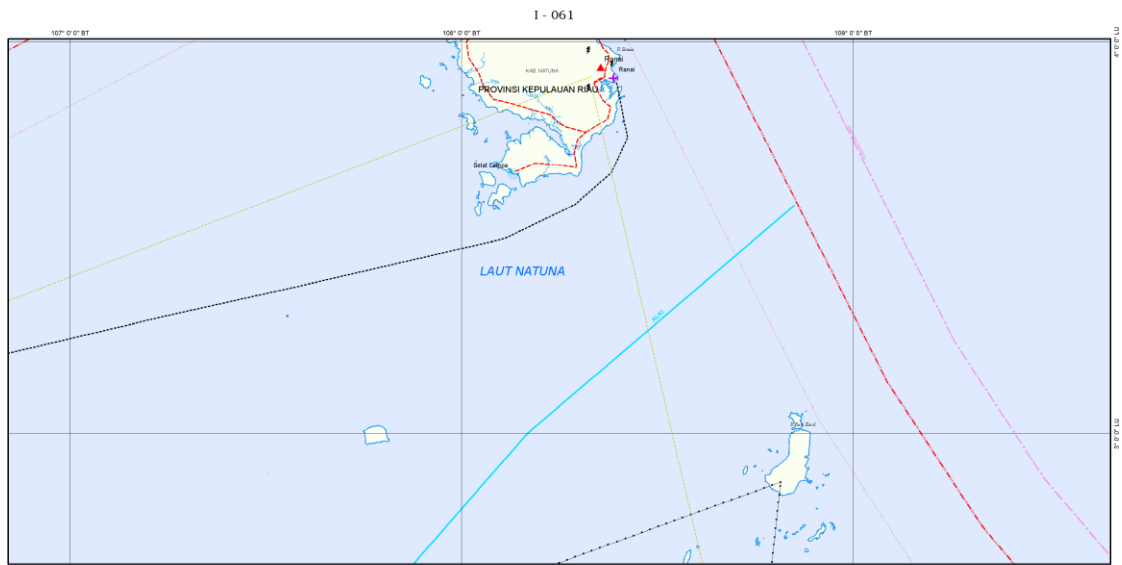 I - 061
107° 0' 0" BT
108° 0' 0" BT
109° 0' 0" BT
4° 0' 0" LU
Ranai
Ranai
KAB. NATUNA
PROVINSI KEPULAUAN RIAU
Selat Lampa
LAUT NATUNA
ALKI
3° 0' 0" LU